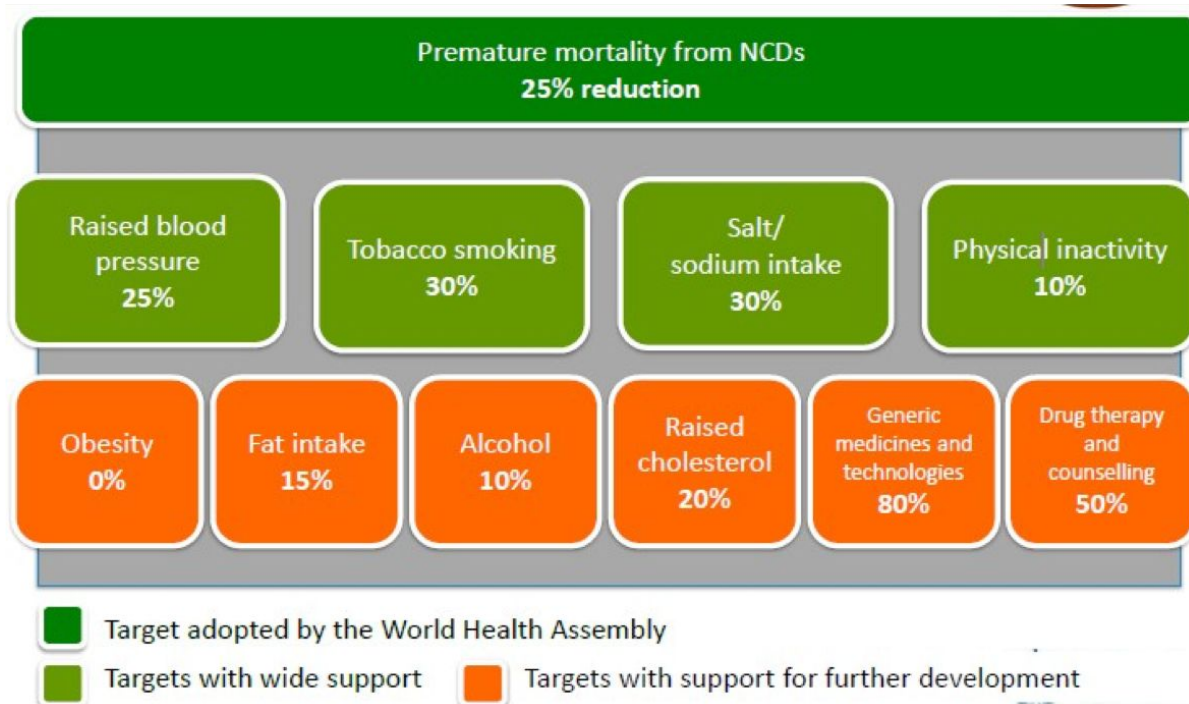 Premature mortality from NCDs
25% reduction
Raised blood
pressure
25%
Tobacco smoking
30%
Salt/
sodium intake
30%
Physical inactivity
10%
Obesity
0%
Fat intake
15%
Alcohol
10%
Raised
cholesterol
20%
Generic
medicines and
technologies
80%
Drug therapy
and
counselling
50%
Target adopted by the World Health Assembly
Targets with wide support
Targets with support for further development